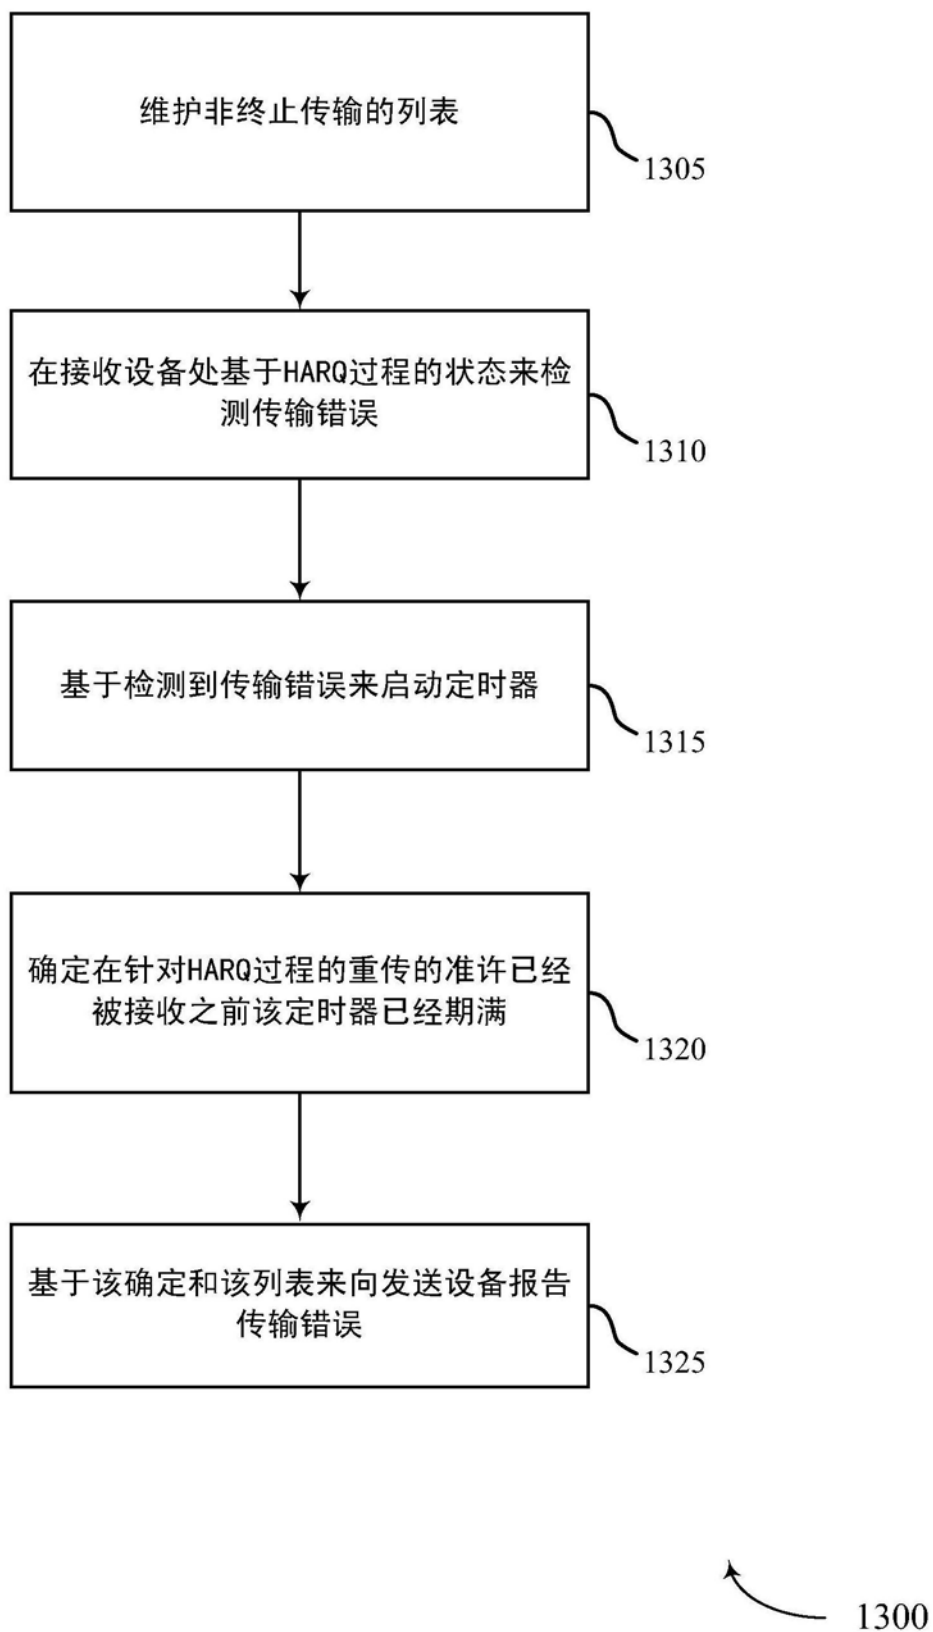 维护非终止传输的列表
1305
在接收设备处基于HARQ过程的状态来检
测传输错误
1310
基于检测到传输错误来启动定时器
1315
确定在针对HARQ过程的重传的准许已经
被接收之前该定时器已经期满
1320
基于该确定和该列表来向发送设备报告
传输错误
1325
1300